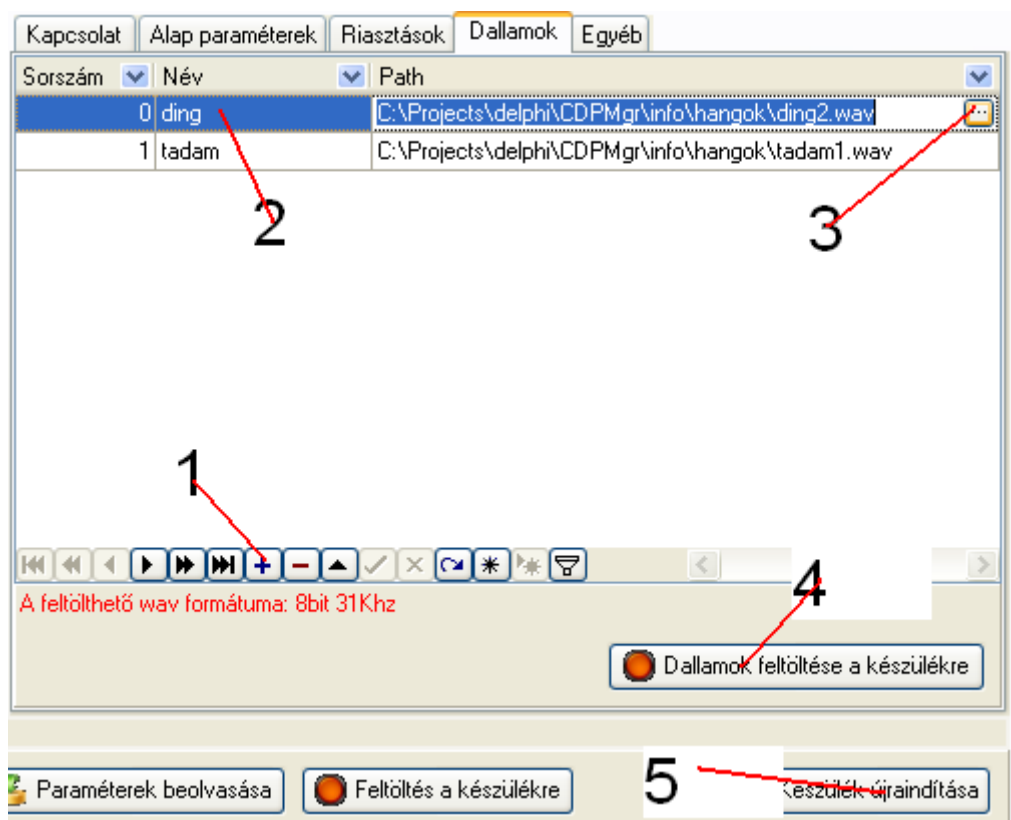 Kapcsolat Alap paraméterek Riasztások Dallamok Egyéb
Sorszám Név Path
0 ding C:\Projects\delphi\CDPMgr\info\hangok\ding2.wav
1 tadam C:\Projects\delphi\CDPMgr\info\hangok\tadam1.wav
2 3
1
4
A feltölthető wav formátuma: 8bit 31Khz
Dallamok feltöltése a készülékre
Paraméterek beolvasása Feltöltés a készülékre 5 Készülék újraindítása